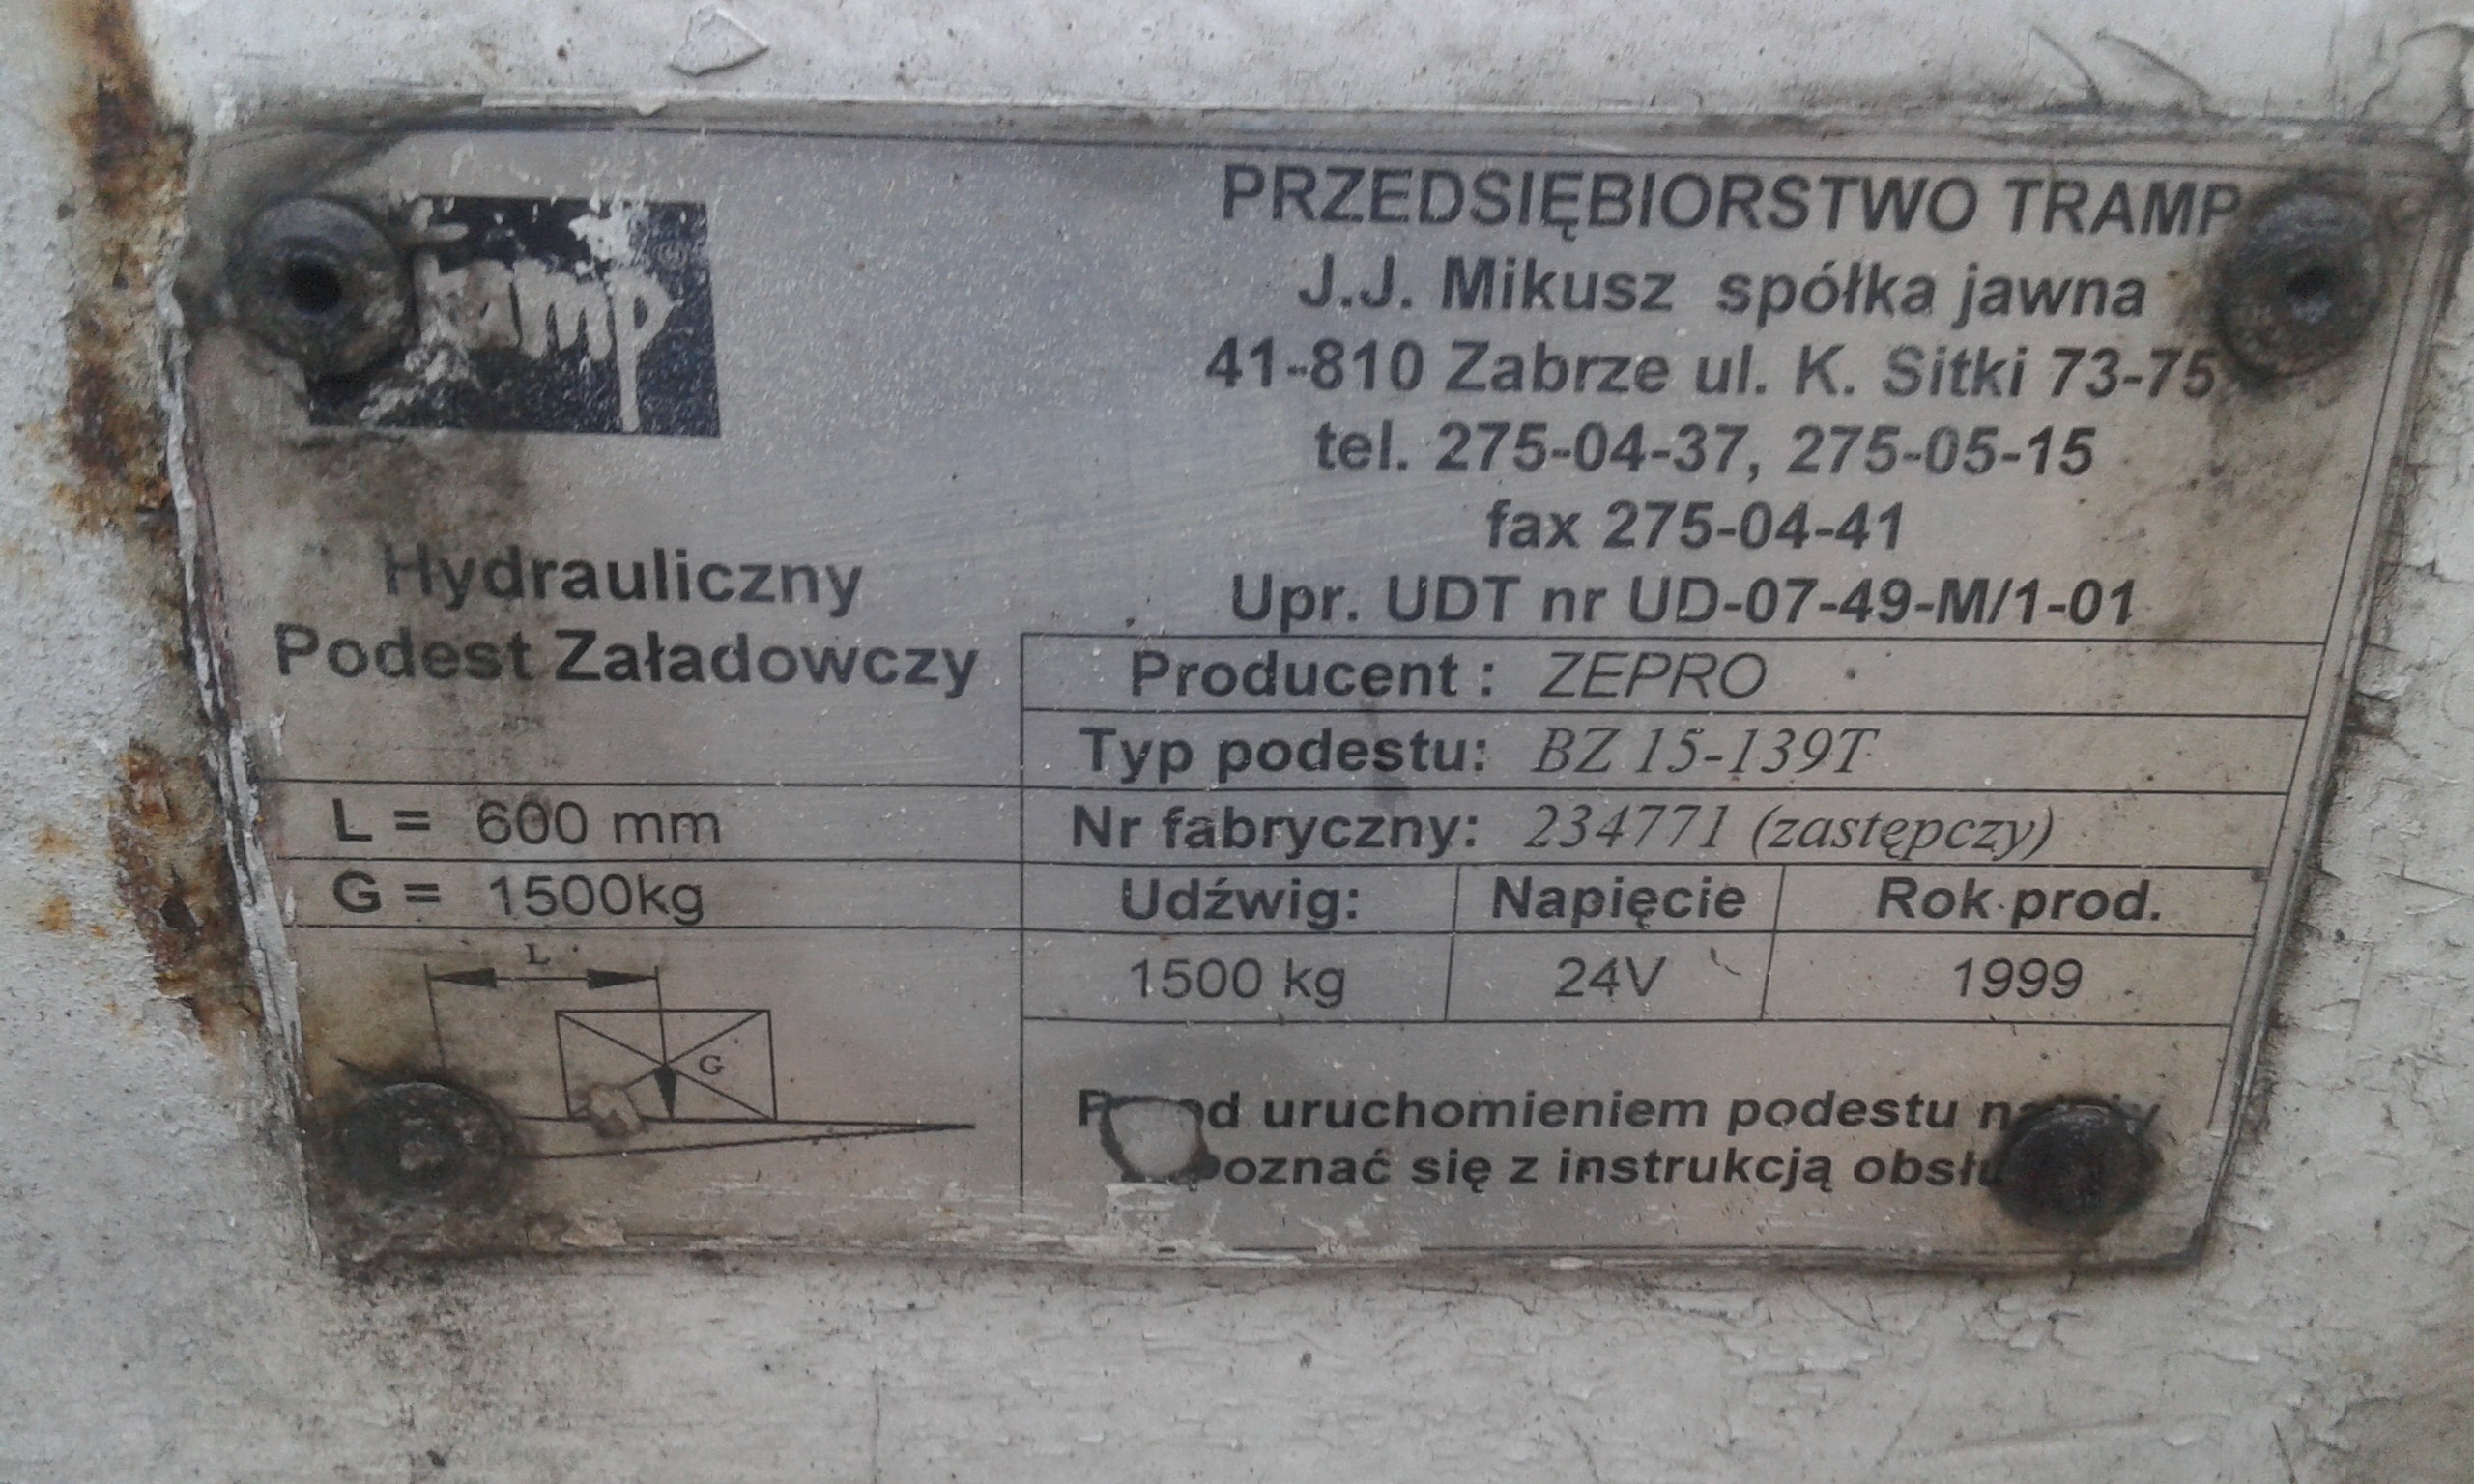 PRZEDSIĘBIORSTWO TRAMP
J.J. Mikusz spółka jawna
41-810 Zabrze ul. K. Sitki 73-75
tel. 275-04-37, 275-05-15
fax 275-04-41
Upr. UDT nr UD-07-49-M/1-01
Hydrauliczny
Podest Załadowczy
L = 600 mm
G = 1500kg
L
G
Producent : ZEPRO
Typ podestu: BZ 15-139T
Nr fabryczny: 234771 (zastępczy)
Udźwig: Napięcie Rok prod.
1500 kg 24V 1999
uruchomieniem podestu
się z instrukcją